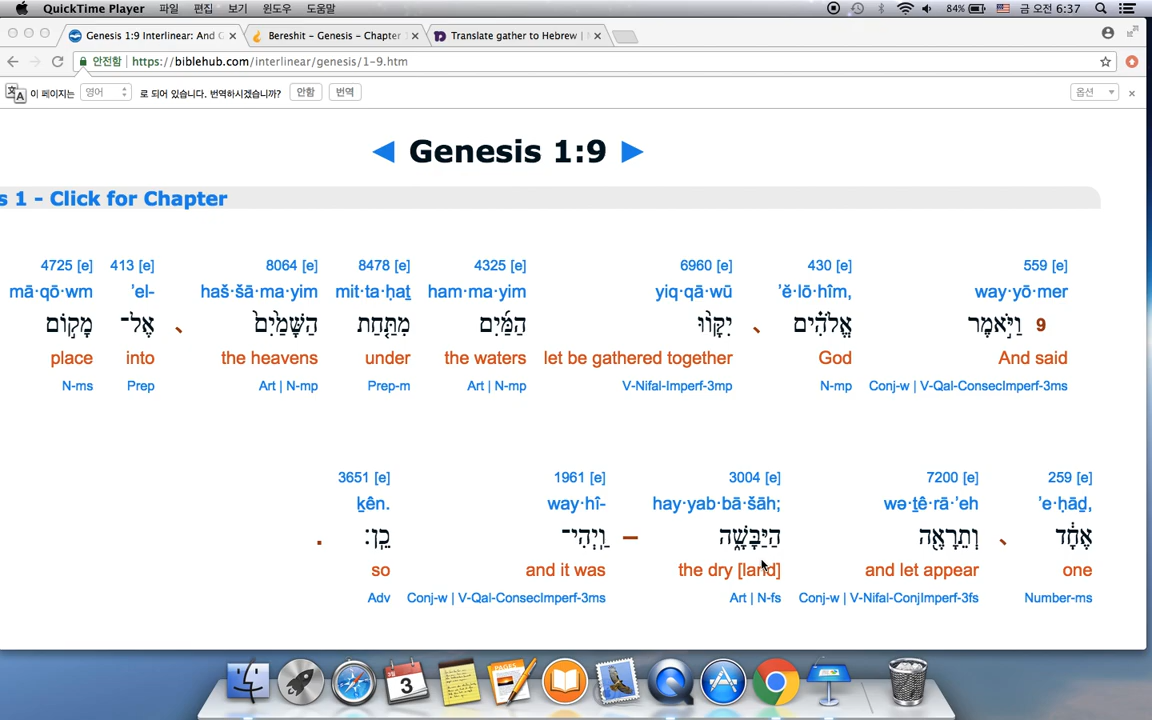 QuickTime Player 파일 편집 보기 윈도우 도움말 84% 금 오전 6:37
Genesis 1:9 Interlinear: And G × Bereshit – Genesis – Chapter × Translate gather to Hebrew | ×
안전함 https://biblehub.com/interlinear/genesis/1-9.htm
이 페이지는 영어 로 되어 있습니다. 번역하시겠습니까? 안함 번역 옵션 ×
◄ Genesis 1:9 ►
s 1 - Click for Chapter
4725 [e] 413 [e] 8064 [e] 8478 [e] 4325 [e] 6960 [e] 430 [e] 559 [e]
mā·qō·wm 'el- haš·šā·ma·yim mit·ta·ḥaṯ ham·ma·yim yiq·qā·wū 'ĕ·lō·hîm, way·yō·mer
9 וַיֹּ֣אמֶר אֱלֹהִ֗ים ، יִקָּו֨וּ הַמַּ֜יִם מִתַּ֤חַת הַשָּׁמַ֙יִם֙ ، אֶל־ מָק֣וֹם
place into the heavens under the waters let be gathered together God And said
N-ms Prep Art | N-mp Prep-m Art | N-mp V-Nifal-Imperf-3mp N-mp Conj-w | V-Qal-ConsecImperf-3ms
3651 [e] 1961 [e] 3004 [e] 7200 [e] 259 [e]
ḵên. way·hî- hay·yab·bā·šāh; wə·ṯê·rā·'eh 'e·ḥāḏ,
אֶחָ֔ד ، וְתֵרָאֶ֖ה הַיַּבָּשָׁ֑ה – וַֽיְהִי־ כֵֽן׃ .
so and it was the dry [land] and let appear one
Adv Conj-w | V-Qal-ConsecImperf-3ms Art | N-fs Conj-w | V-Nifal-ConjImperf-3fs Number-ms
3
PAGES